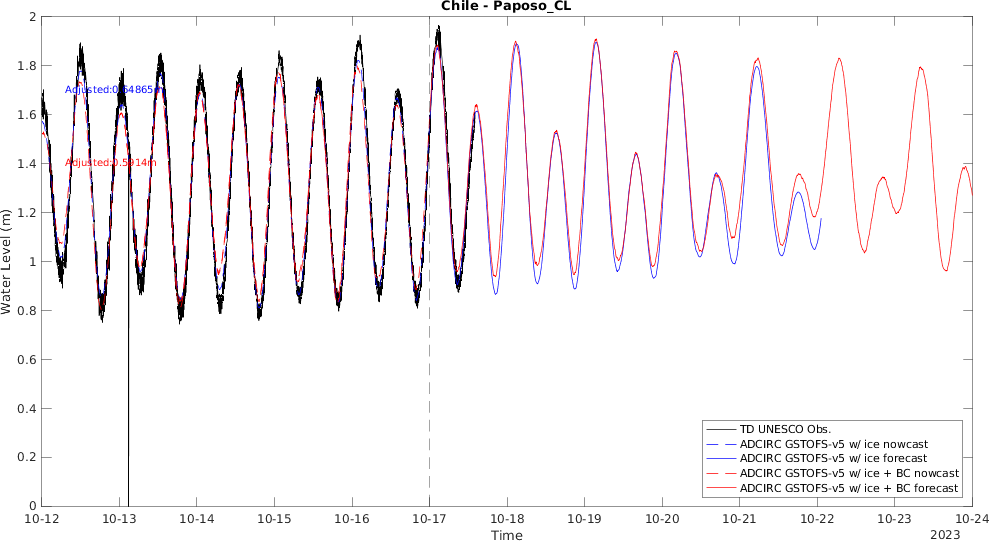 Chile - Paposo_CL
2
1.8
1.6
1.4
1.2
1
0.8
0.6
0.4
0.2
0
Water Level (m)
Adjusted:0.64865m
Adjusted:0.5914m
TD UNESCO Obs.
ADCIRC GSTOFS-v5 w/ ice nowcast
ADCIRC GSTOFS-v5 w/ ice forecast
ADCIRC GSTOFS-v5 w/ ice + BC nowcast
ADCIRC GSTOFS-v5 w/ ice + BC forecast
10-12 10-13 10-14 10-15 10-16 10-17 10-18 10-19 10-20 10-21 10-22 10-23 10-24
Time
2023